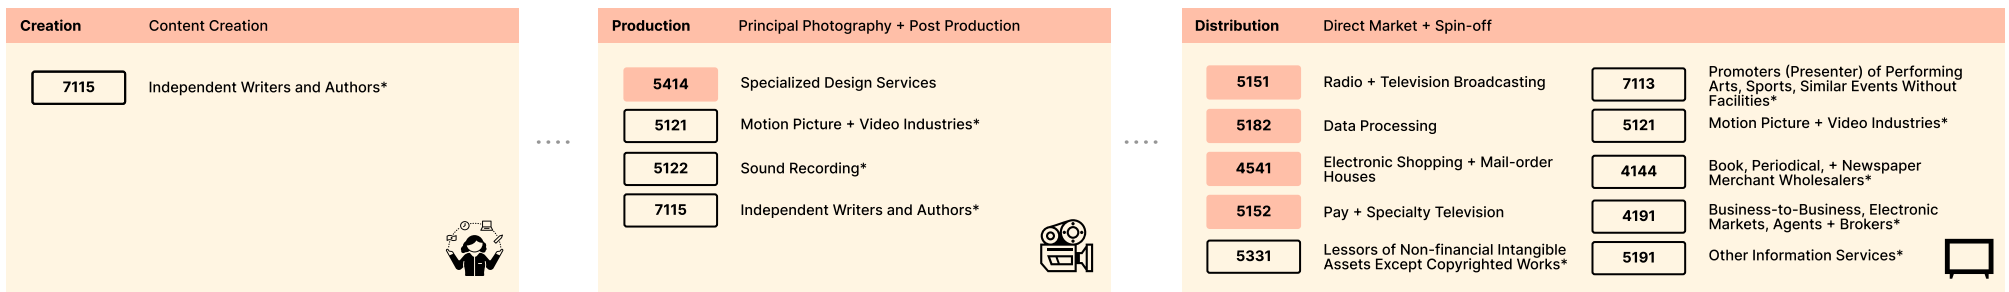 Creation Content Creation
7115 Independent Writers and Authors*
Production Principal Photography + Post Production
5414 Specialized Design Services
5121 Motion Picture + Video Industries*
5122 Sound Recording*
7115 Independent Writers and Authors*
Distribution Direct Market + Spin-off
5151 Radio + Television Broadcasting
5182 Data Processing
4541 Electronic Shopping + Mail-order
Houses
5152 Pay + Specialty Television
5331 Lessors of Non-financial Intangible
Assets Except Copyrighted Works*
7113 Promoters (Presenter) of Performing
Arts, Sports, Similar Events Without
Facilities*
5121 Motion Picture + Video Industries*
4144 Book, Periodical, + Newspaper
Merchant Wholesalers*
4191 Business-to-Business, Electronic
Markets, Agents + Brokers*
5191 Other Information Services*